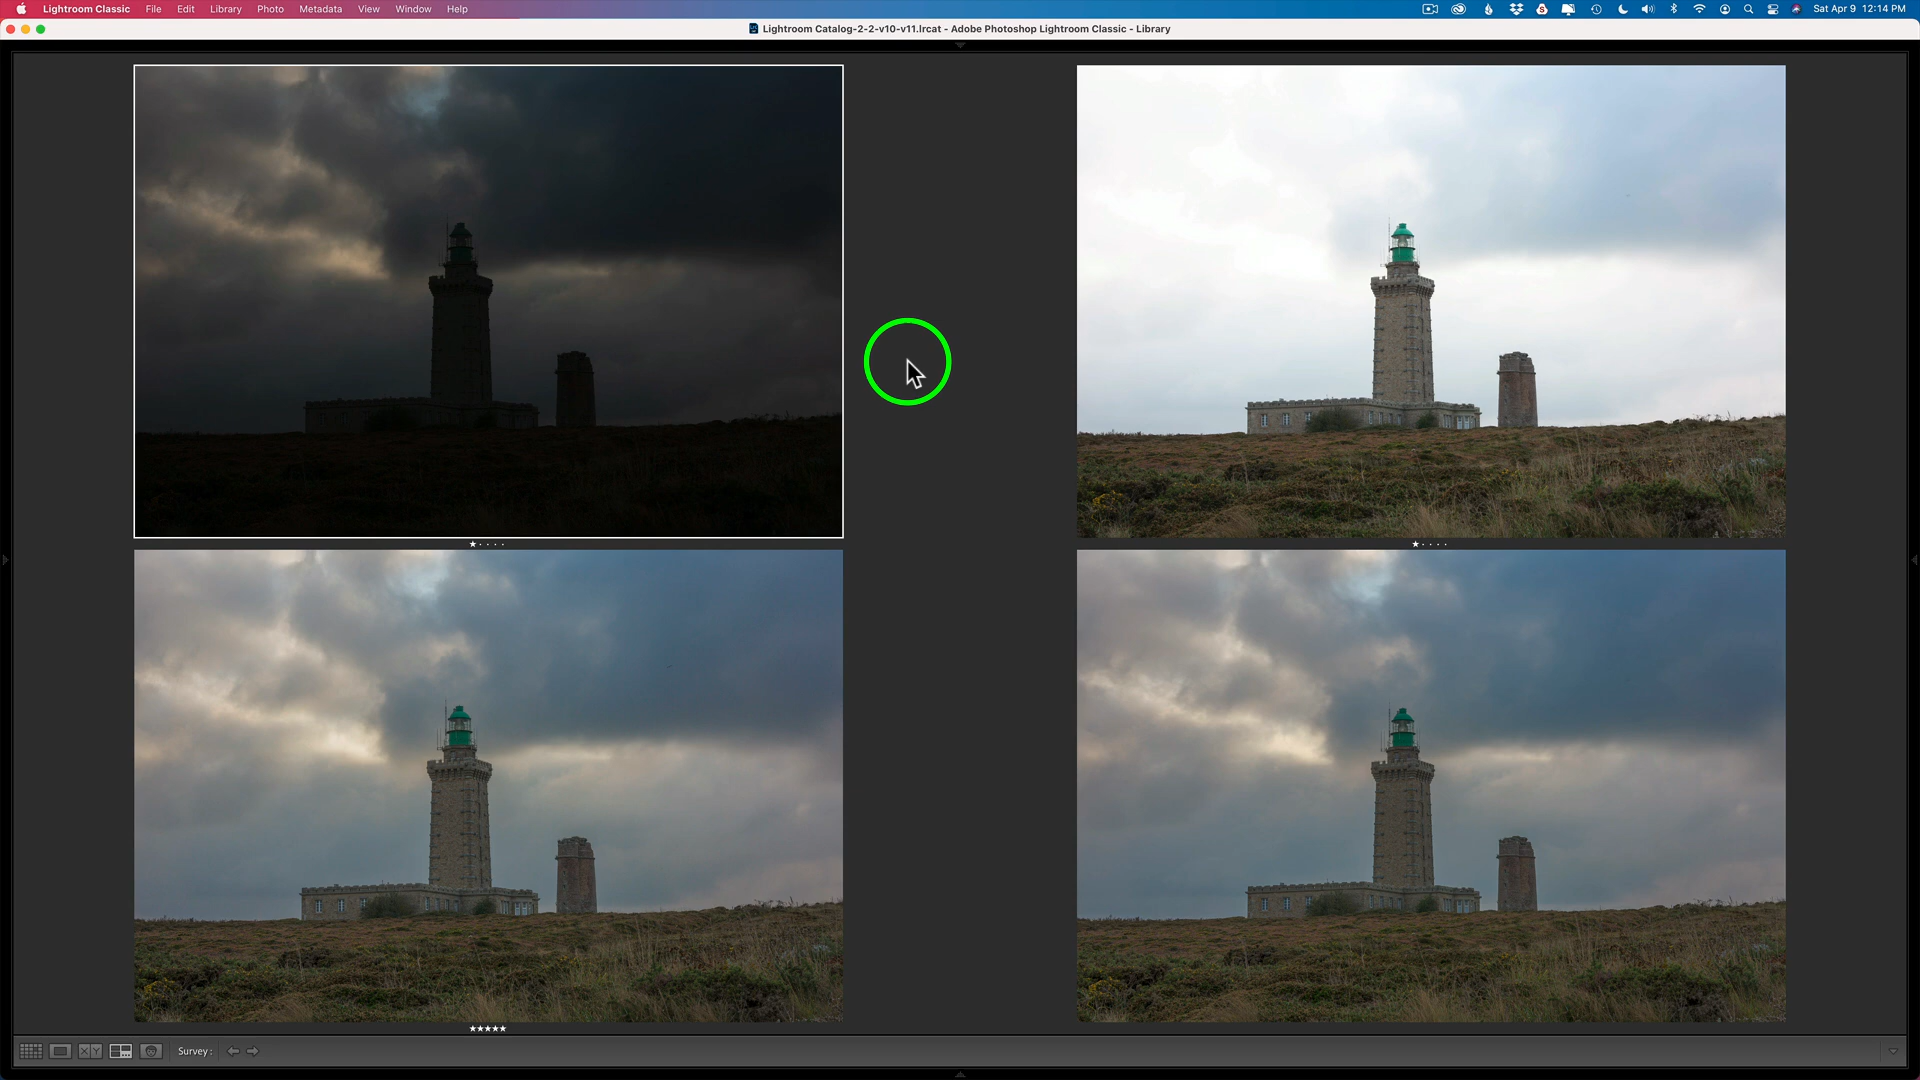 Lightroom Classic File Edit Library Photo Metadata View Window Help Sat Apr 9 12:14 PM
Lightroom Catalog-2-2-v10-v11.lrcat - Adobe Photoshop Lightroom Classic - Library
XY Survey :